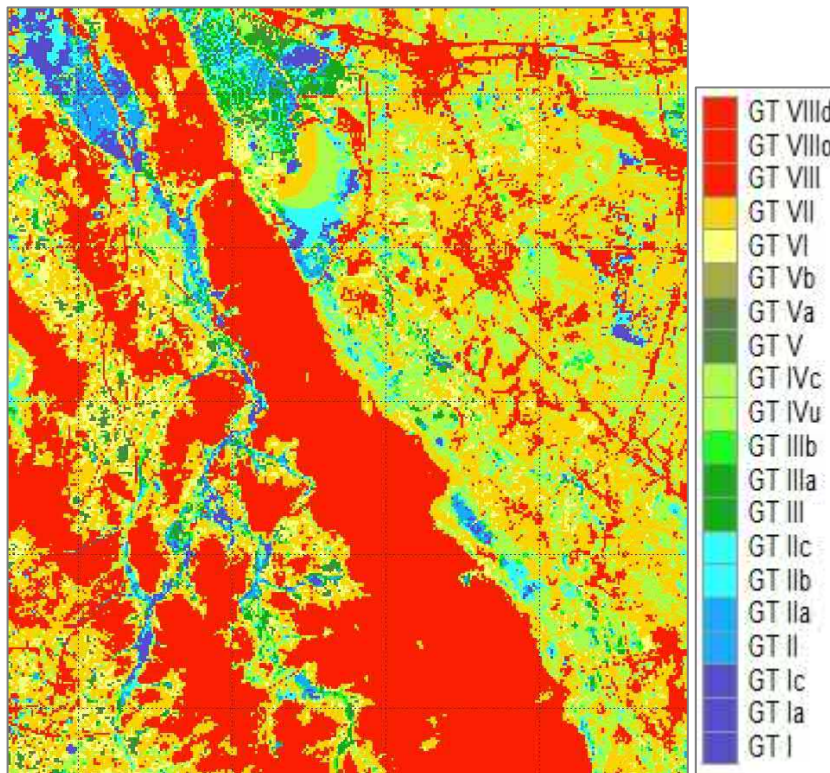 GT VIIId
GT VIIIc
GT VIII
GT VII
GT VI
GT Vb
GT Va
GT V
GT IVc
GT IVu
GT IIIb
GT IIIa
GT III
GT IIc
GT IIb
GT IIa
GT II
GT Ic
GT Ia
GT I